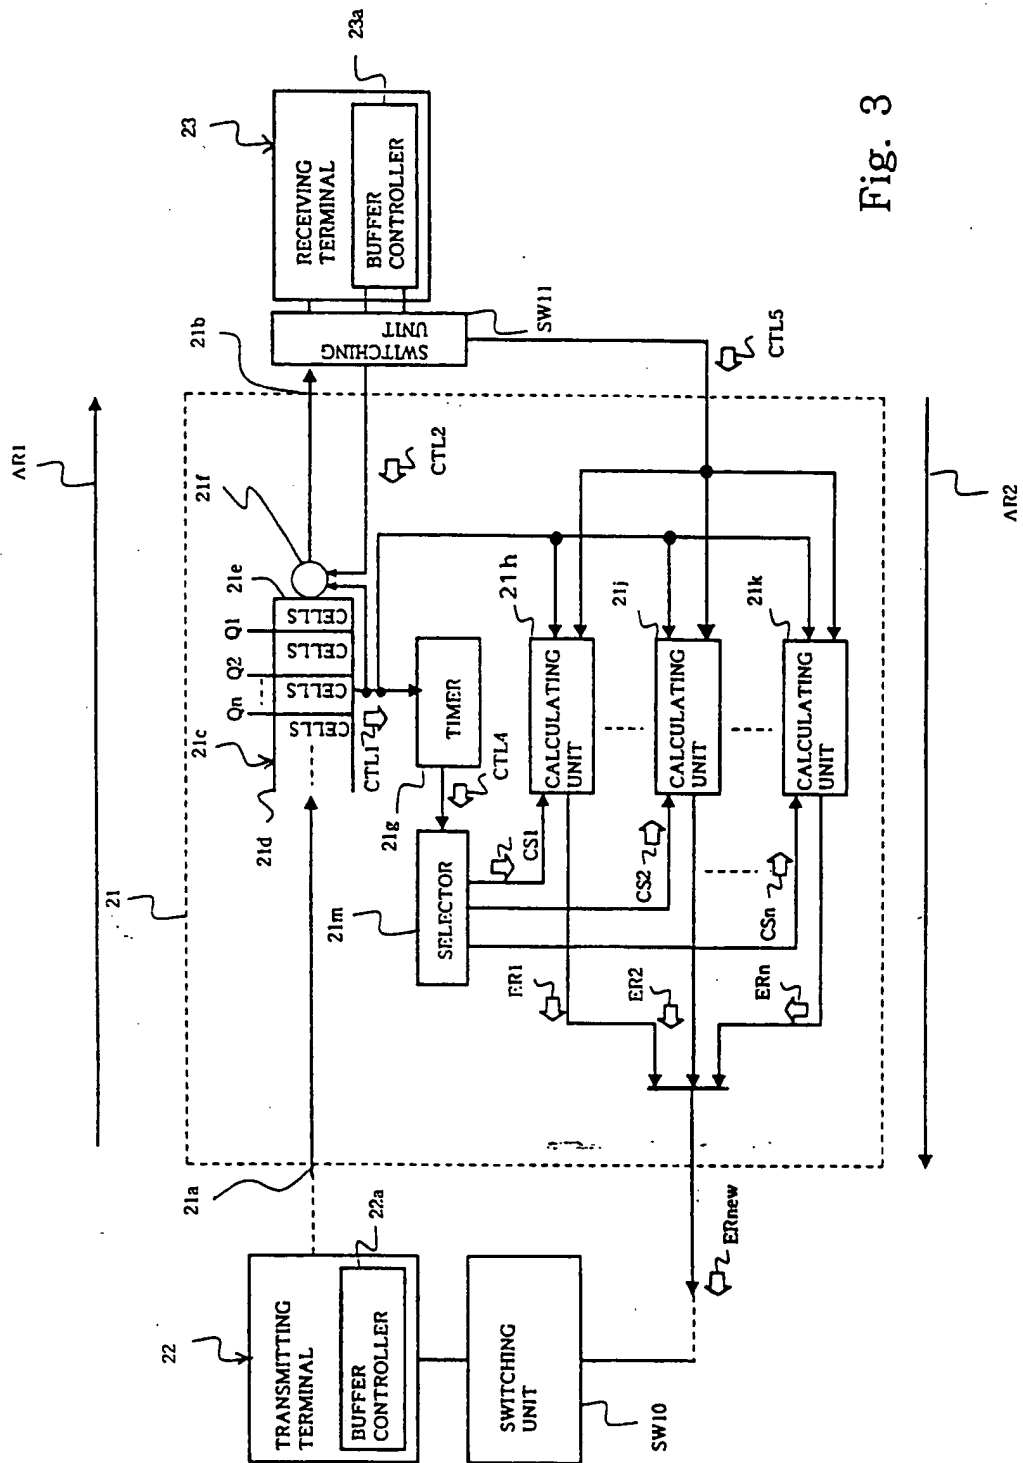 AR1
23a
23
RECEIVING
TERMINAL
BUFFER
CONTROLLER
SWITCHING
UNIT
SW11
21b
CTL5
CTL2
21f
21e
Q1
Q2
Qn
CELLS
CELLS
CELLS
CELLS
21c
21d
CTL1
TIMER
21g
CTL4
SELECTOR
21m
21h
CALCULATING
UNIT
21j
CALCULATING
UNIT
21k
CALCULATING
UNIT
CS1
CS2
CSn
ER1
ER2
ERn
21
21a
22
TRANSMITTING
TERMINAL
22a
BUFFER
CONTROLLER
SWITCHING
UNIT
SW10
ERnew
AR2
Fig. 3